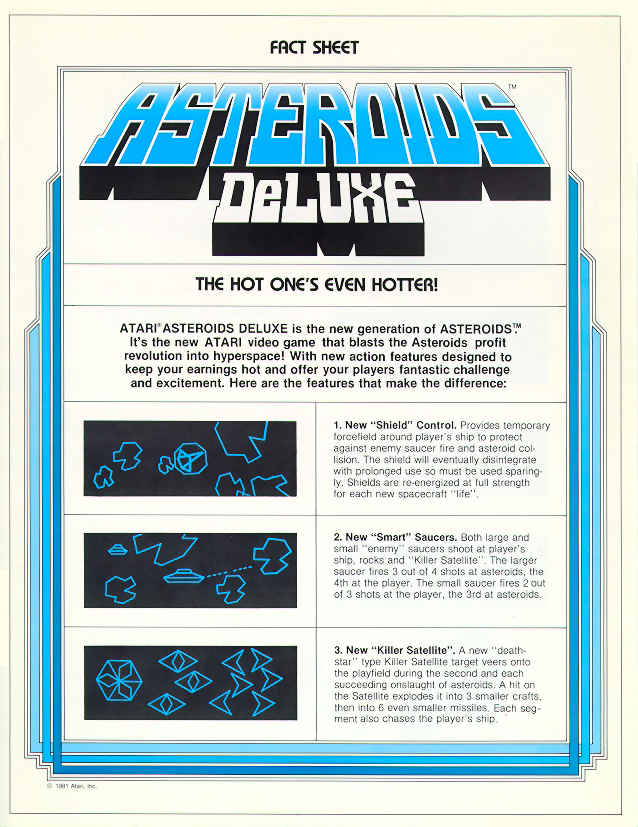 FACT SHEET
ASTEROIDS™
DeLUXE
THE HOT ONE'S EVEN HOTTER!
ATARI® ASTEROIDS DELUXE is the new generation of ASTEROIDS™.
It's the new ATARI video game that blasts the Asteroids profit
revolution into hyperspace! With new action features designed to
keep your earnings hot and offer your players fantastic challenge
and excitement. Here are the features that make the difference:
1. New "Shield" Control. Provides temporary
forcefield around player's ship to protect
against enemy saucer fire and asteroid col-
lision. The shield will eventually disintegrate
with prolonged use so must be used sparing-
ly. Shields are re-energized at full strength
for each new spacecraft "life".
2. New "Smart" Saucers. Both large and
small "enemy" saucers shoot at player's
ship, rocks and "Killer Satellite". The larger
saucer fires 3 out of 4 shots at asteroids, the
4th at the player. The small saucer fires 2 out
of 3 shots at the player, the 3rd at asteroids.
3. New "Killer Satellite". A new "death-
star" type Killer Satellite target veers onto
the playfield during the second and each
succeeding onslaught of asteroids. A hit on
the Satellite explodes it into 3 smaller crafts,
then into 6 even smaller missiles. Each seg-
ment also chases the player's ship.
© 1981 Atari, Inc.